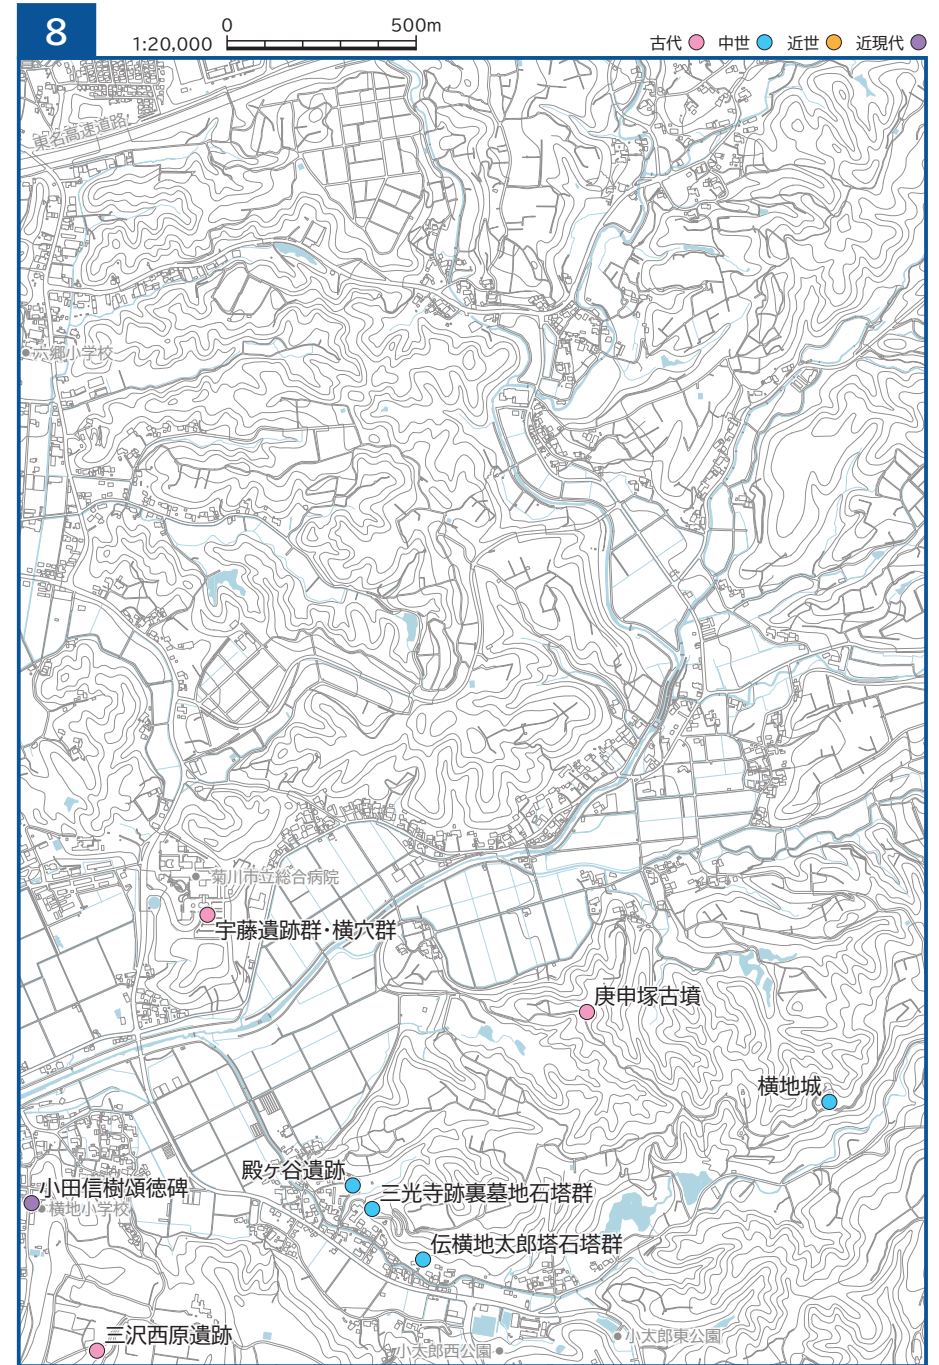 8
0 500m
1:20,000
古代 中世 近世 近現代
東名高速道路
六郷小学校
菊川市立総合病院
宇藤遺跡群・横穴群
庚申塚古墳
横地城
殿ヶ谷遺跡
三光寺跡裏墓地石塔群
小田信樹頌徳碑
横地小学校
伝横地太郎塔石塔群
三沢西原遺跡
小太郎東公園
小太郎西公園